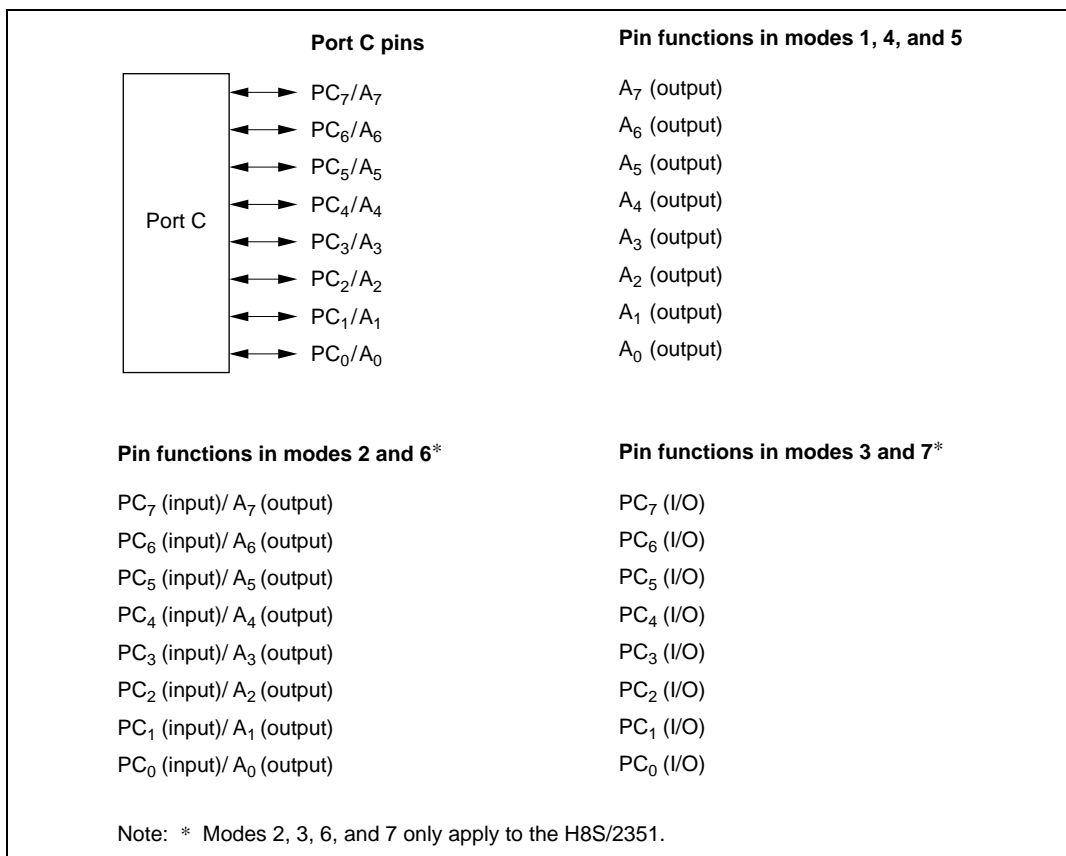 Port C pins
Pin functions in modes 1, 4, and 5
Port C
PC7/A7
PC6/A6
PC5/A5
PC4/A4
PC3/A3
PC2/A2
PC1/A1
PC0/A0
A7 (output)
A6 (output)
A5 (output)
A4 (output)
A3 (output)
A2 (output)
A1 (output)
A0 (output)
Pin functions in modes 2 and 6*
PC7 (input)/ A7 (output)
PC6 (input)/ A6 (output)
PC5 (input)/ A5 (output)
PC4 (input)/ A4 (output)
PC3 (input)/ A3 (output)
PC2 (input)/ A2 (output)
PC1 (input)/ A1 (output)
PC0 (input)/ A0 (output)
Pin functions in modes 3 and 7*
PC7 (I/O)
PC6 (I/O)
PC5 (I/O)
PC4 (I/O)
PC3 (I/O)
PC2 (I/O)
PC1 (I/O)
PC0 (I/O)
Note: * Modes 2, 3, 6, and 7 only apply to the H8S/2351.